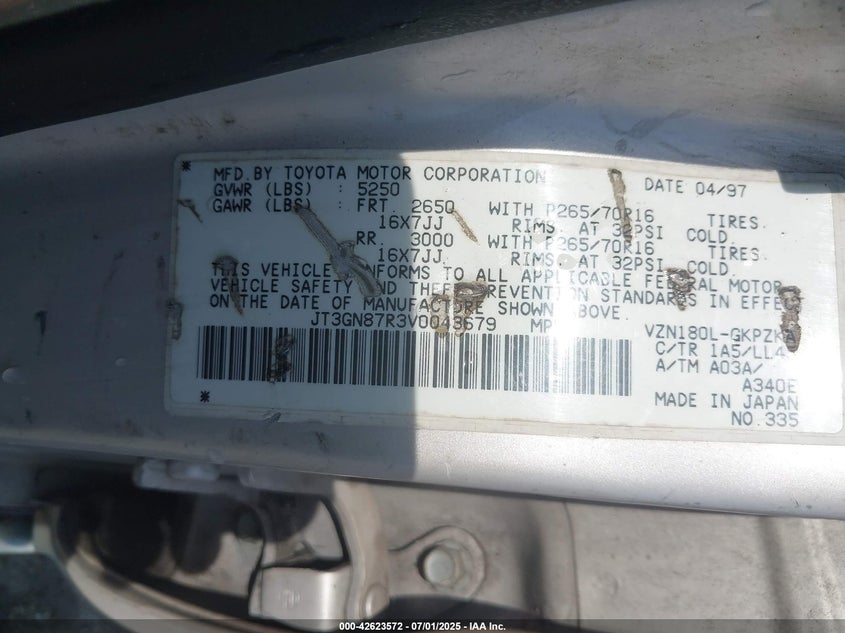 MFD. BY TOYOTA MOTOR CORPORATION DATE 04/97
GVWR (LBS) : 5250
GAWR (LBS) : FRT 2650 WITH P265/70R16 TIRES
16X7JJ RIMS, AT 32PSI COLD.
RR. 3000 WITH P265/70R16 TIRES
16X7JJ RIMS, AT 32PSI COLD.
THIS VEHICLE CONFORMS TO ALL APPLICABLE FEDERAL MOTOR
VEHICLE SAFETY AND THEFT PREVENTION STANDARDS IN EFFECT
ON THE DATE OF MANUFACTURE SHOWN ABOVE.
JT3GN87R3V0043679 MP
VZN180L-GKPZKA
C/TR 1A5/LL4
A/TM A03A/
A340E
MADE IN JAPAN
NO. 335
000-42623572 - 07/01/2025 - IAA Inc.